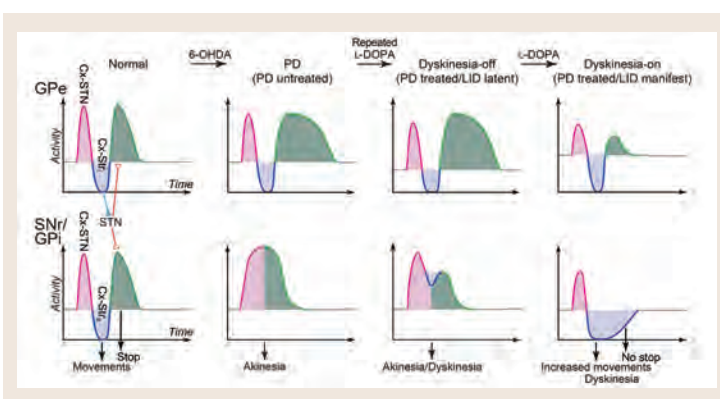 6-OHDA
Repeated
L-DOPA
L-DOPA
Normal
PD
(PD untreated)
Dyskinesia-off
(PD treated/LID latent)
Dyskinesia-on
(PD treated/LID manifest)
GPe
Cx-STN
Cx-Str
Activity
Time
STN
SNr/
GPi
Cx-STN
Cx-Str
Activity
Time
Stop
Movements
Akinesia
Akinesia/Dyskinesia
No stop
Increased movements
Dyskinesia